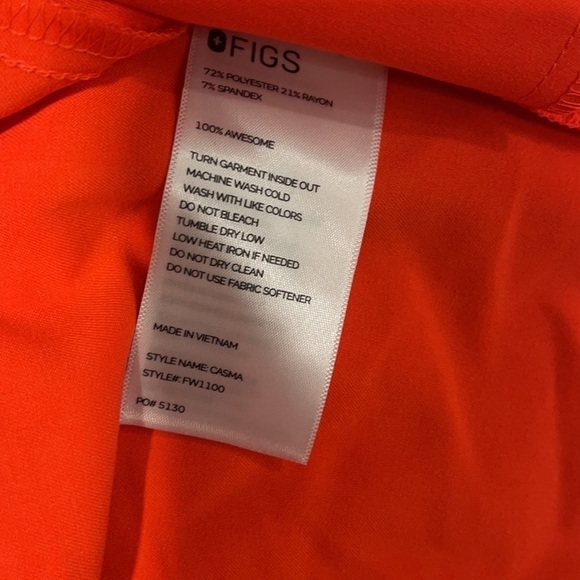 FIGS
72% POLYESTER 21% RAYON
7% SPANDEX
100% AWESOME
TURN GARMENT INSIDE OUT
MACHINE WASH COLD
WASH WITH LIKE COLORS
DO NOT BLEACH
TUMBLE DRY LOW
LOW HEAT IRON IF NEEDED
DO NOT DRY CLEAN
DO NOT USE FABRIC SOFTENER
MADE IN VIETNAM
STYLE NAME: CASMA
STYLE#: FW1100
PO# 5130